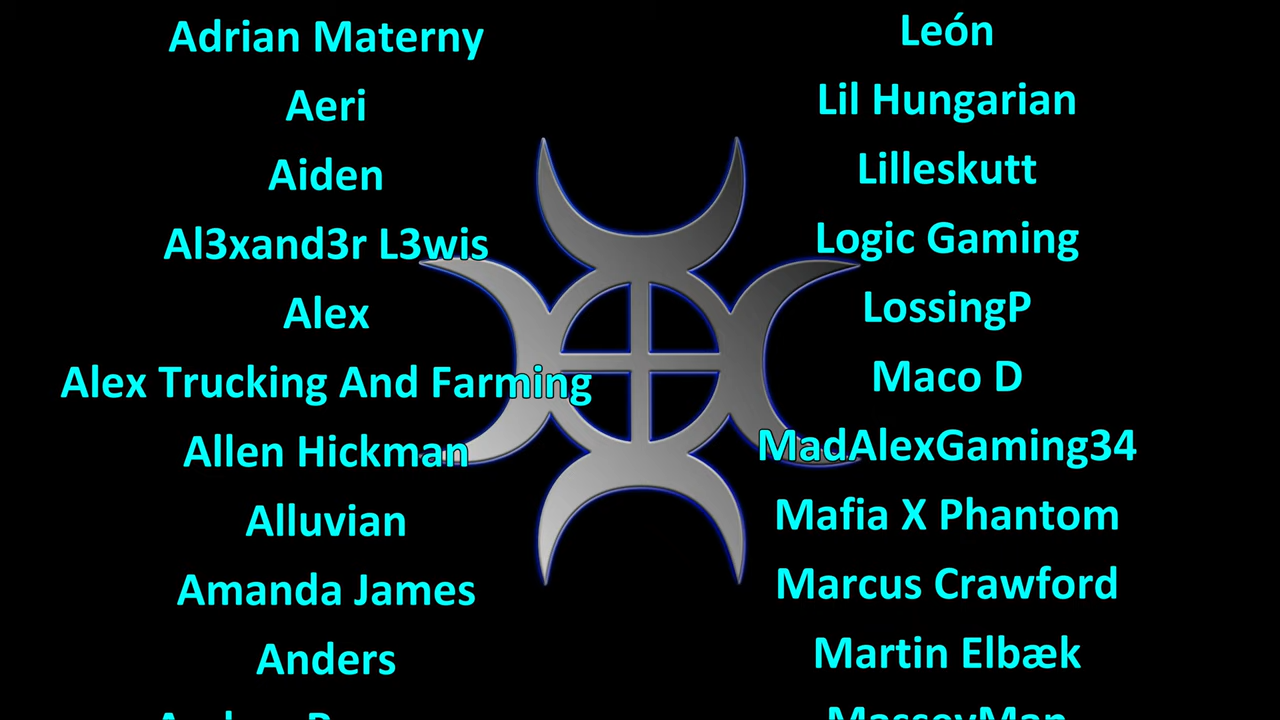 Adrian Materny
Aeri
Aiden
Al3xand3r L3wis
Alex
Alex Trucking And Farming
Allen Hickman
Alluvian
Amanda James
Anders
León
Lil Hungarian
Lilleskutt
Logic Gaming
LossingP
Maco D
MadAlexGaming34
Mafia X Phantom
Marcus Crawford
Martin Elbæk
MasseyMan